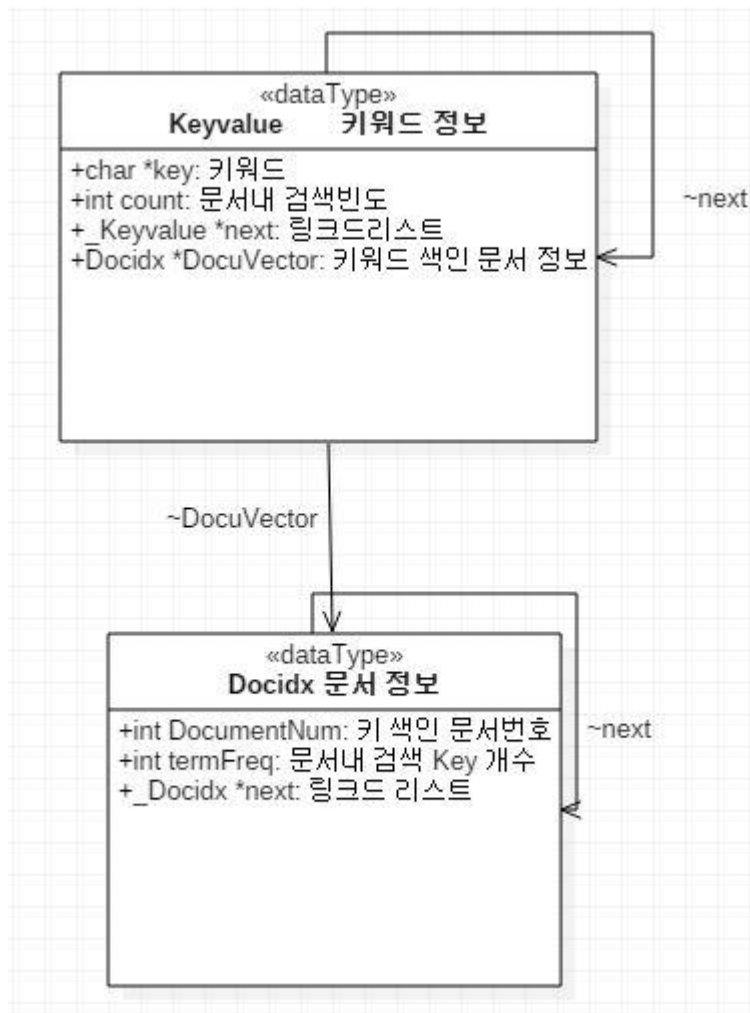 «dataType»
Keyvalue 키워드 정보
+char *key: 키워드
+int count: 문서내 검색빈도
+_Keyvalue *next: 링크드리스트
+Docidx *DocuVector: 키워드 색인 문서 정보
~next
~DocuVector
«dataType»
Docidx 문서 정보
+int DocumentNum: 키 색인 문서번호
+int termFreq: 문서내 검색 Key 개수
+_Docidx *next: 링크드 리스트
~next